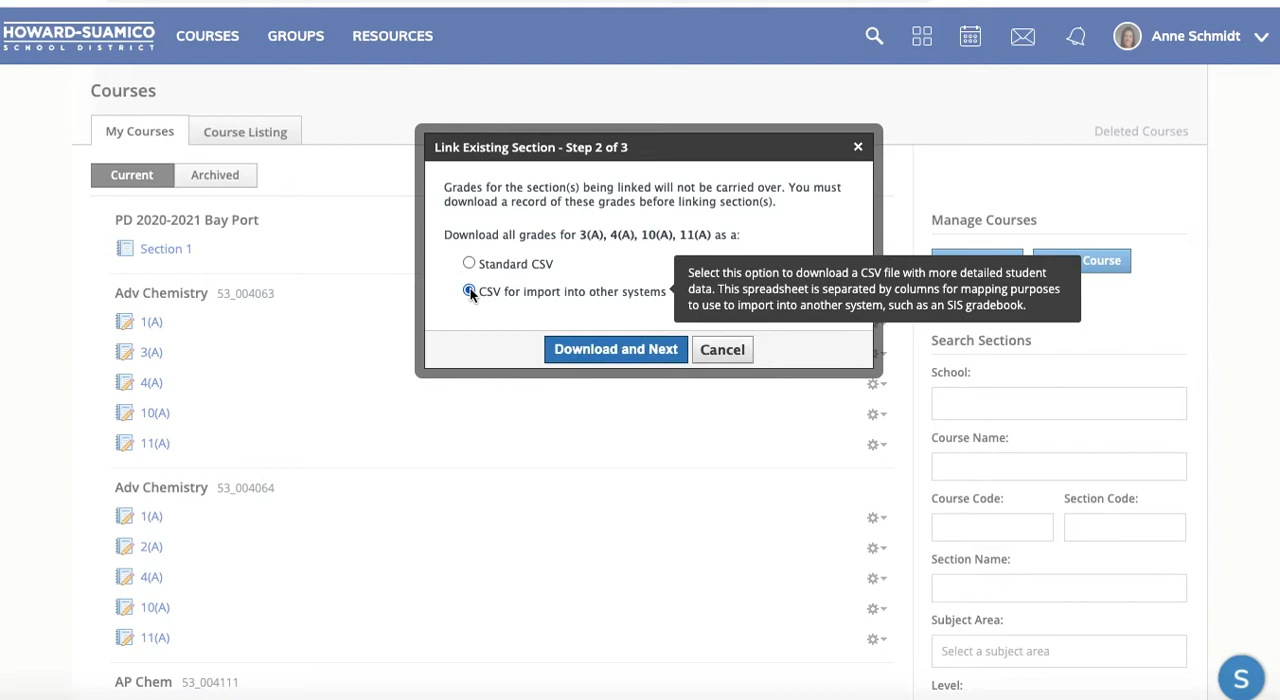 HOWARD-SUAMICO
SCHOOL DISTRICT
COURSES
GROUPS
RESOURCES
Anne Schmidt
Courses
My Courses
Course Listing
Deleted Courses
Current
Archived
PD 2020-2021 Bay Port
Section 1
Adv Chemistry 53_004063
1(A)
3(A)
4(A)
10(A)
11(A)
Adv Chemistry 53_004064
1(A)
2(A)
4(A)
10(A)
11(A)
AP Chem 53_004111
Link Existing Section - Step 2 of 3
×
Grades for the section(s) being linked will not be carried over. You must
download a record of these grades before linking section(s).
Download all grades for 3(A), 4(A), 10(A), 11(A) as a:
Standard CSV
CSV for import into other systems
Select this option to download a CSV file with more detailed student
data. This spreadsheet is separated by columns for mapping purposes
to use to import into another system, such as an SIS gradebook.
Download and Next
Cancel
Manage Courses
Course
Search Sections
School:
Course Name:
Course Code:
Section Code:
Section Name:
Subject Area:
Select a subject area
Level:
S